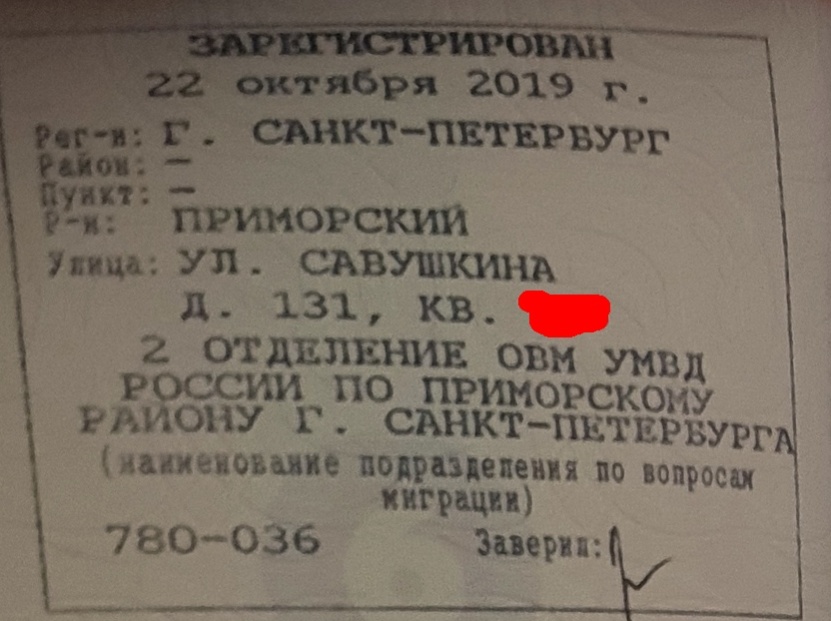 ЗАРЕГИСТРИРОВАН
22 октября 2019 г.
Рег-н: Г. САНКТ-ПЕТЕРБУРГ
Район: –
Пункт: –
Р-н: ПРИМОРСКИЙ
Улица: УЛ. САВУШКИНА
Д. 131, КВ.
2 ОТДЕЛЕНИЕ ОВМ УМВД
РОССИИ ПО ПРИМОРСКОМУ
РАЙОНУ Г. САНКТ-ПЕТЕРБУРГА
(наименование подразделения по вопросам
миграции)
780-036 Заверил: